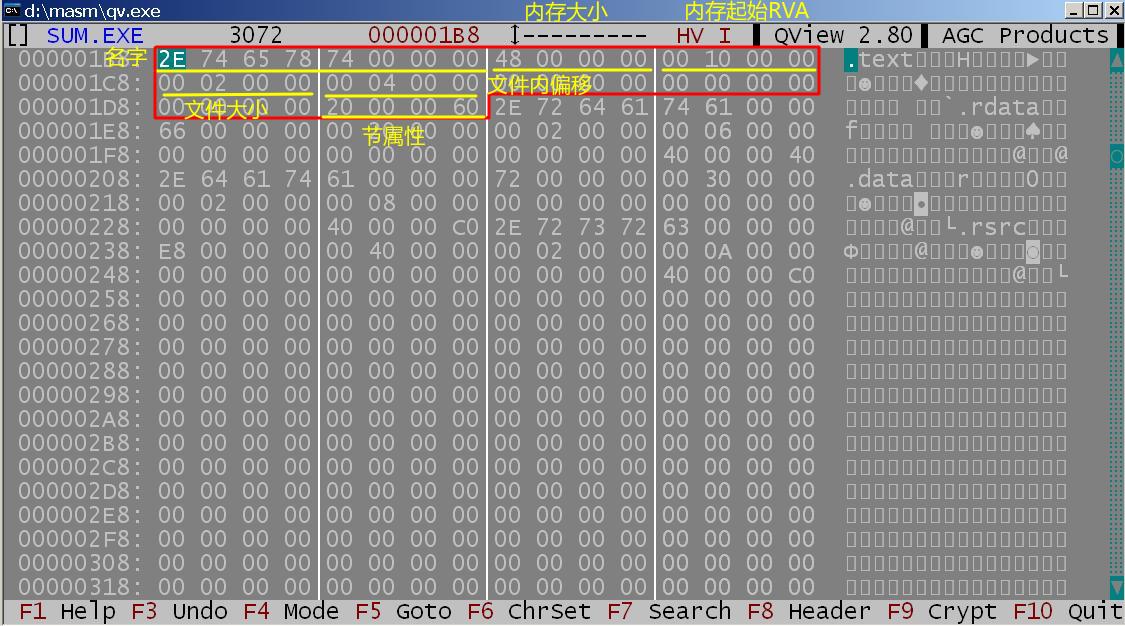 d:\masm\qv.exe
内存大小 内存起始RVA
[] SUM.EXE 3072 000001B8 ↕--------- HV I QView 2.80 AGC Products
名字 2E 74 65 78 74 00 00 00 48 00 00 00 00 10 00 00 .text H ►
000001C8: 00 02 00 00 00 04 00 00 00 00 00 00 ☻ ♦
文件内偏移
000001D8: 20 00 00 60 2E 72 64 61 74 61 00 00 `.rdata
文件大小
000001E8: 66 00 00 00 00 02 00 00 00 06 00 00 f ☻ ♠
节属性
000001F8: 00 00 00 00 00 00 00 00 00 00 00 00 40 00 00 40 @ @
00000208: 2E 64 61 74 61 00 00 00 72 00 00 00 00 30 00 00 .data r 0
00000218: 00 02 00 00 00 08 00 00 00 00 00 00 00 00 00 00 ☻
00000228: 00 00 00 00 40 00 00 C0 2E 72 73 72 63 00 00 00 @ └.rsrc
00000238: E8 00 00 00 00 40 00 00 00 02 00 00 00 0A 00 00 Ф @ ☻
00000248: 00 00 00 00 00 00 00 00 00 00 00 00 40 00 00 C0 @ └
00000258: 00 00 00 00 00 00 00 00 00 00 00 00 00 00 00 00
00000268: 00 00 00 00 00 00 00 00 00 00 00 00 00 00 00 00
00000278: 00 00 00 00 00 00 00 00 00 00 00 00 00 00 00 00
00000288: 00 00 00 00 00 00 00 00 00 00 00 00 00 00 00 00
00000298: 00 00 00 00 00 00 00 00 00 00 00 00 00 00 00 00
000002A8: 00 00 00 00 00 00 00 00 00 00 00 00 00 00 00 00
000002B8: 00 00 00 00 00 00 00 00 00 00 00 00 00 00 00 00
000002C8: 00 00 00 00 00 00 00 00 00 00 00 00 00 00 00 00
000002D8: 00 00 00 00 00 00 00 00 00 00 00 00 00 00 00 00
000002E8: 00 00 00 00 00 00 00 00 00 00 00 00 00 00 00 00
000002F8: 00 00 00 00 00 00 00 00 00 00 00 00 00 00 00 00
00000308: 00 00 00 00 00 00 00 00 00 00 00 00 00 00 00 00
00000318: 00 00 00 00 00 00 00 00 00 00 00 00 00 00 00 00
F1 Help F3 Undo F4 Mode F5 Goto F6 ChrSet F7 Search F8 Header F9 Crypt F10 Quit